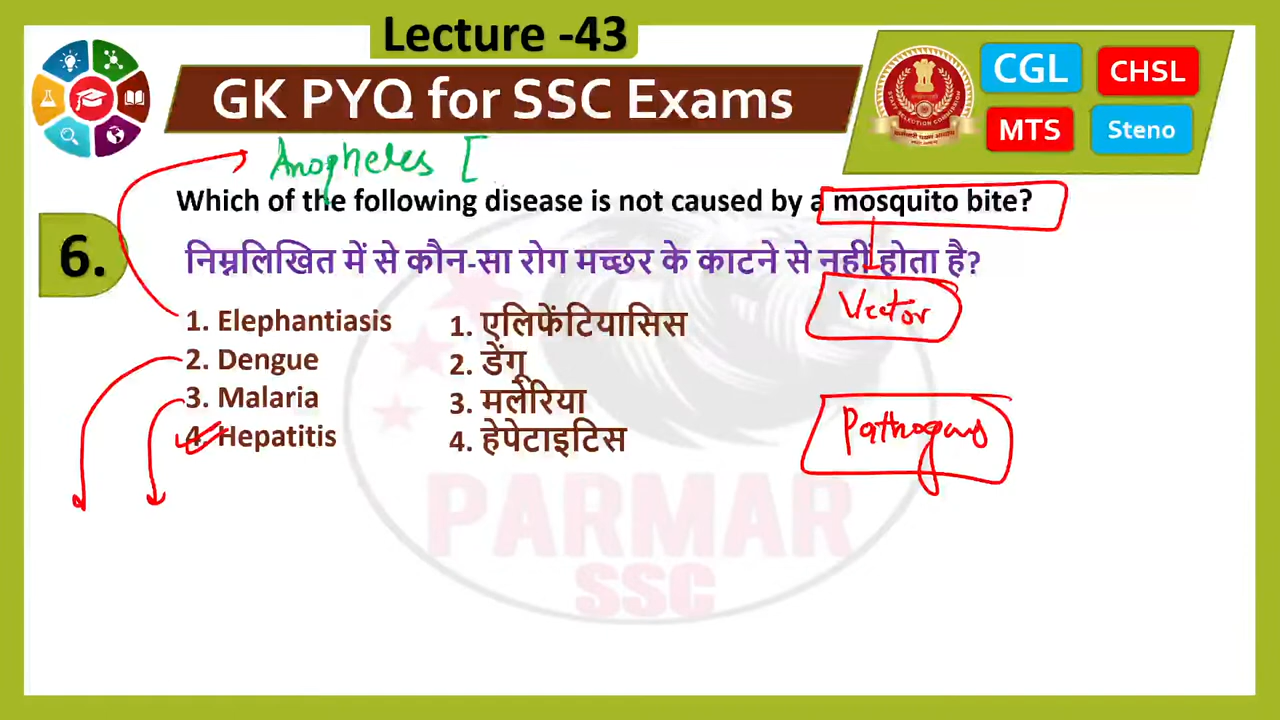 Lecture -43
GK PYQ for SSC Exams
CGL
CHSL
MTS
Steno
Anopheles [
Which of the following disease is not caused by a mosquito bite?
6.
निम्नलिखित में से कौन-सा रोग मच्छर के काटने से नहीं होता है?
Vector
1. Elephantiasis
2. Dengue
3. Malaria
4. Hepatitis
1. एलिफेंटियासिस
2. डेंगू
3. मलेरिया
4. हेपेटाइटिस
Pathogens
PARMAR
SSC